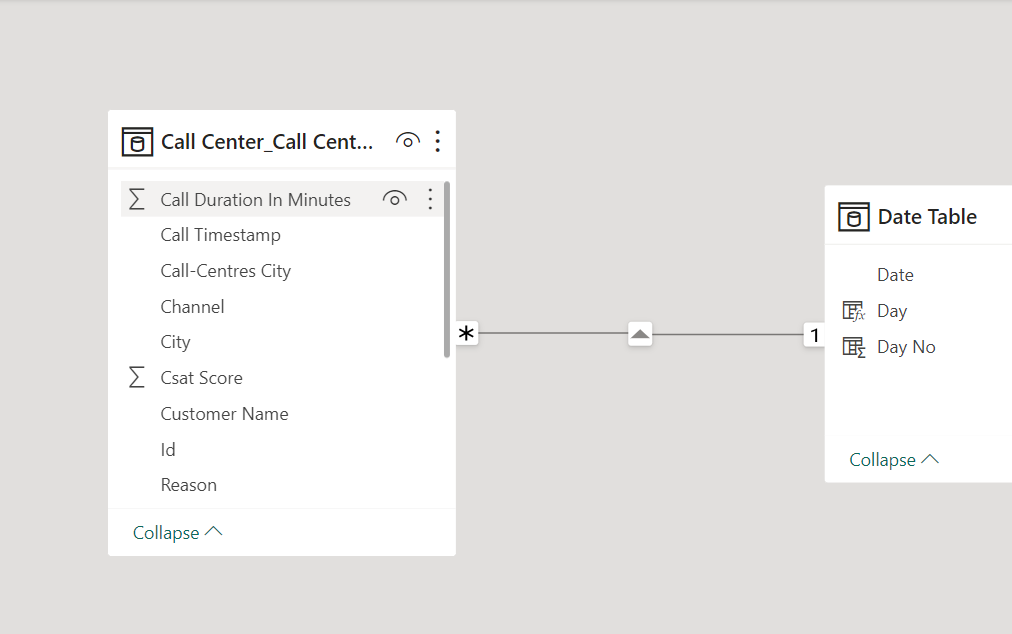 Call Center_Call Cent...
Call Duration In Minutes
Call Timestamp
Call-Centres City
Channel
City
Csat Score
Customer Name
Id
Reason
Collapse
*
1
Date Table
Date
Day
Day No
Collapse